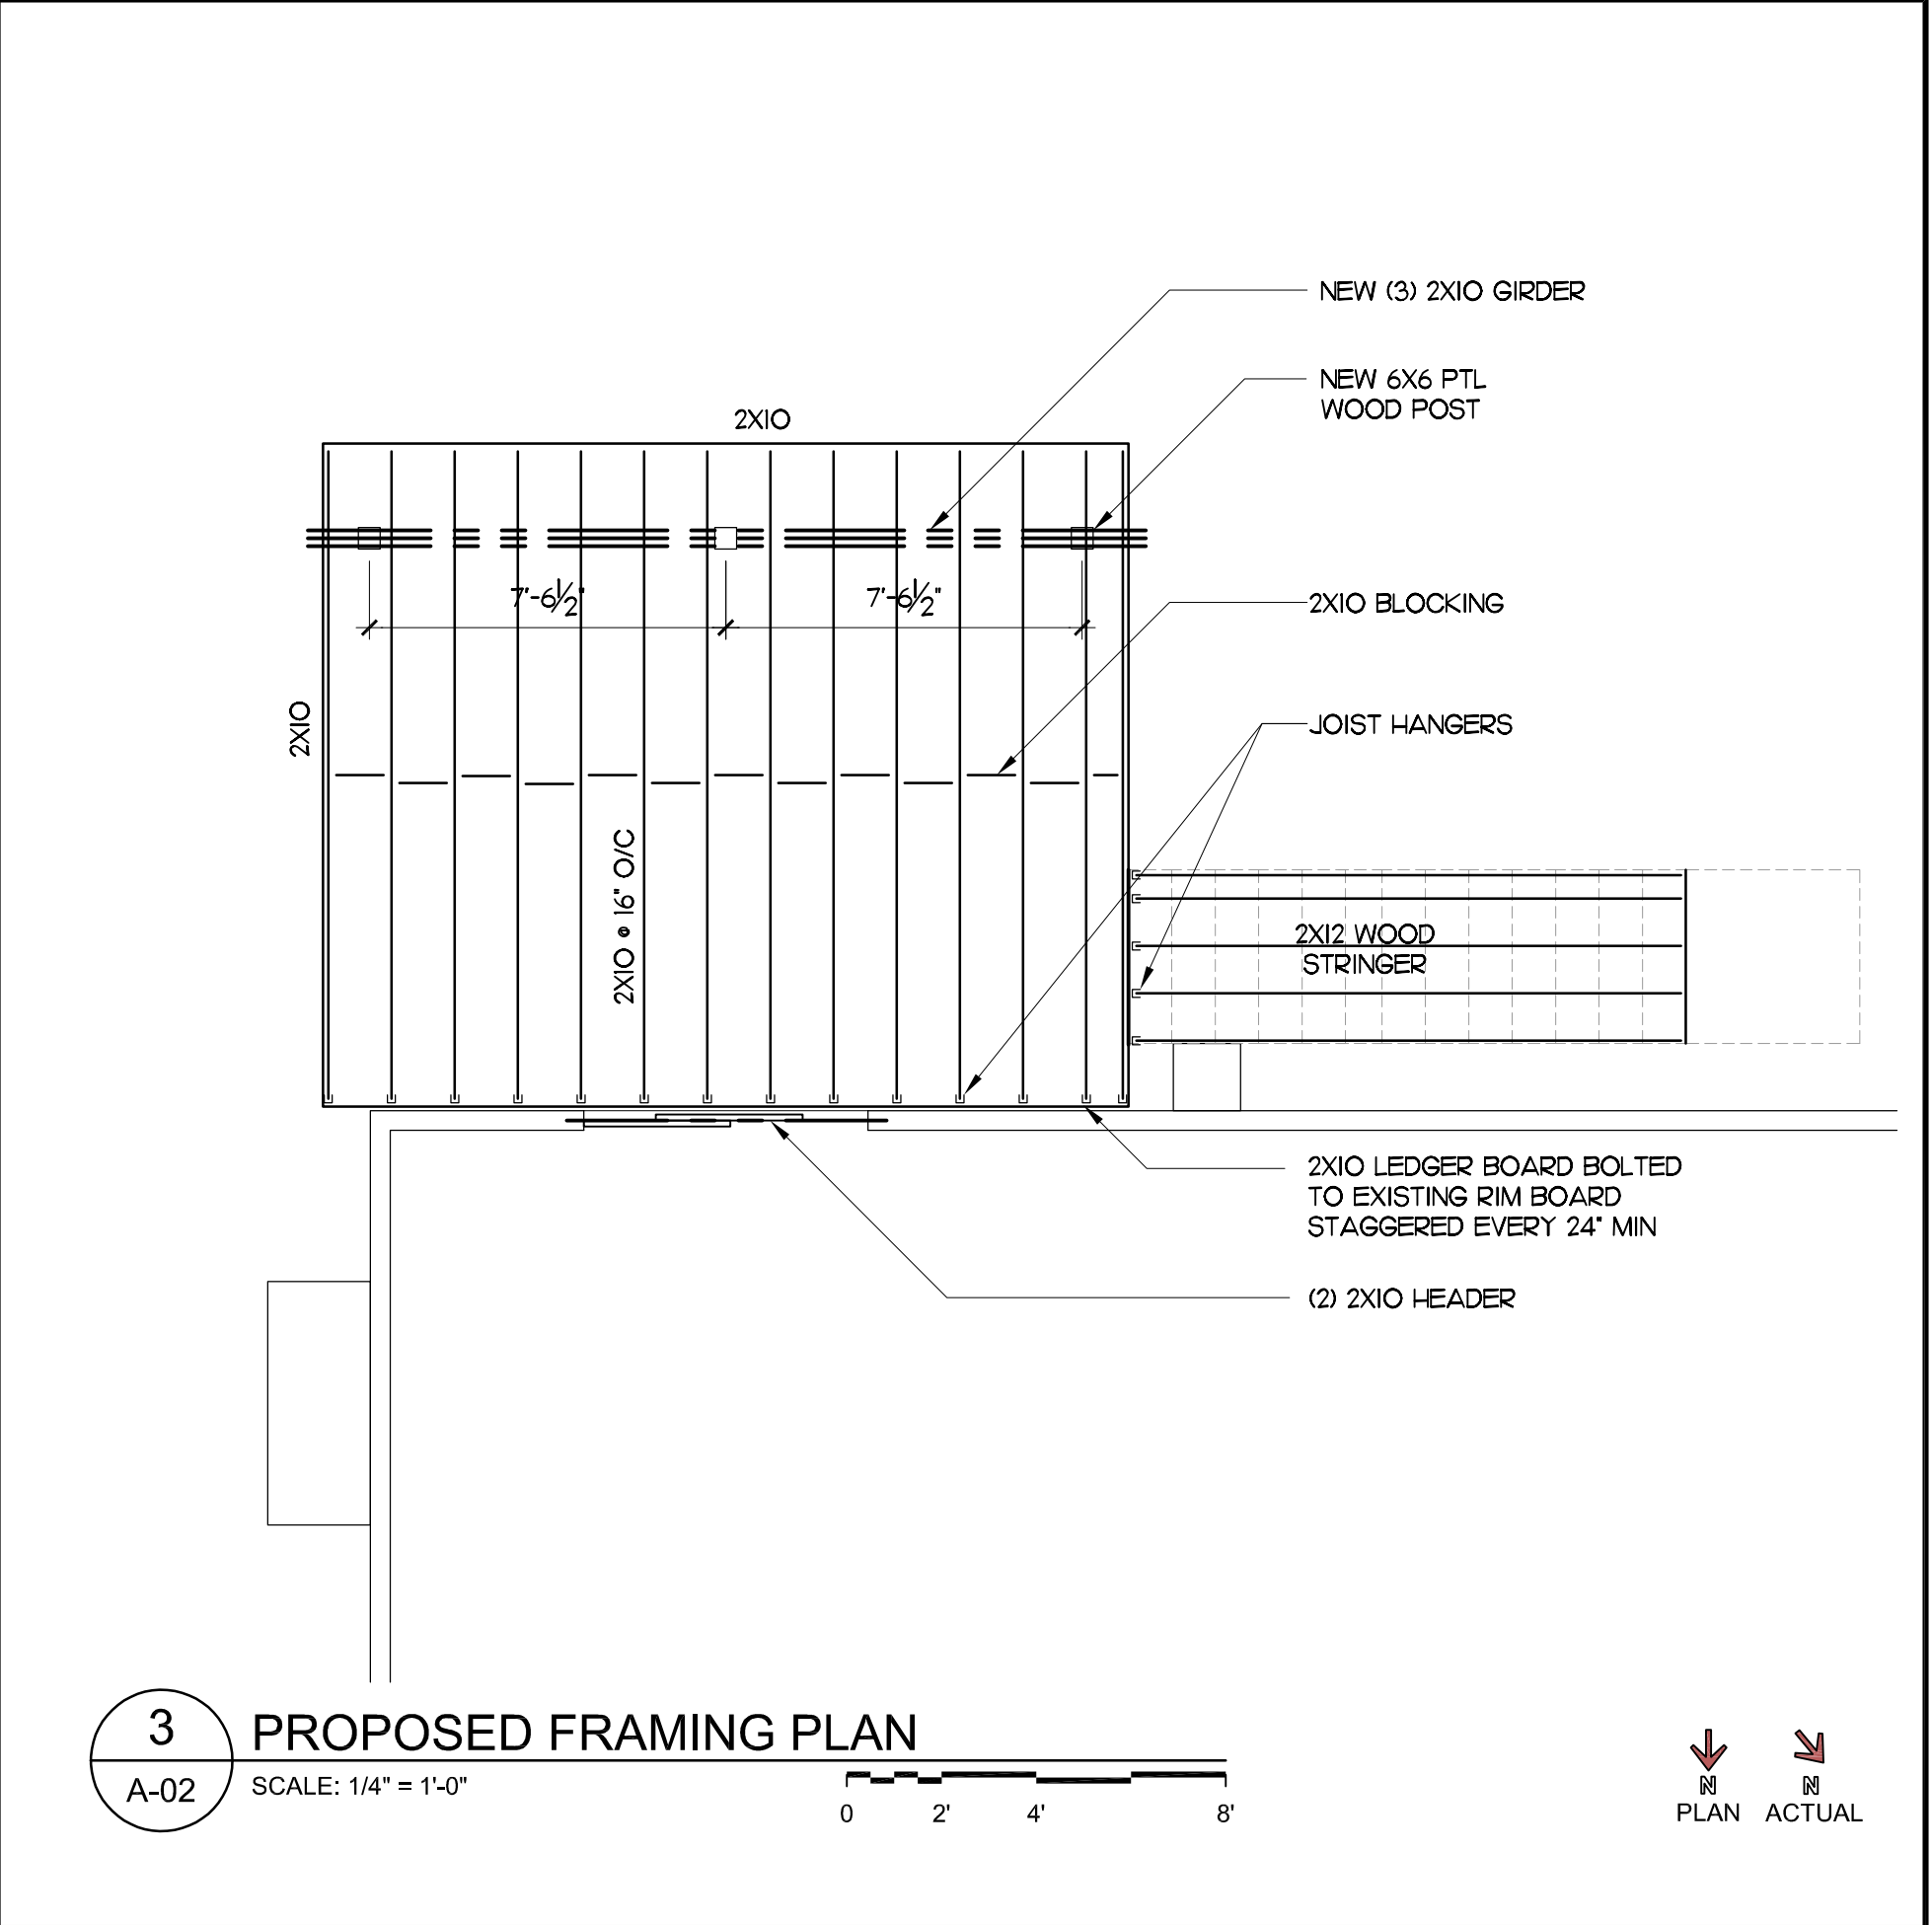 NEW (3) 2X10 GIRDER
NEW 6X6 PTL
WOOD POST
2X10
7'-6½"
7'-6½"
2X10 BLOCKING
2X10
JOIST HANGERS
2X10 @ 16" O/C
2X12 WOOD
STRINGER
2X10 LEDGER BOARD BOLTED
TO EXISTING RIM BOARD
STAGGERED EVERY 24" MIN
(2) 2X10 HEADER
3
A-02
PROPOSED FRAMING PLAN
SCALE: 1/4" = 1'-0"
0 2' 4' 8'
N
PLAN
N
ACTUAL